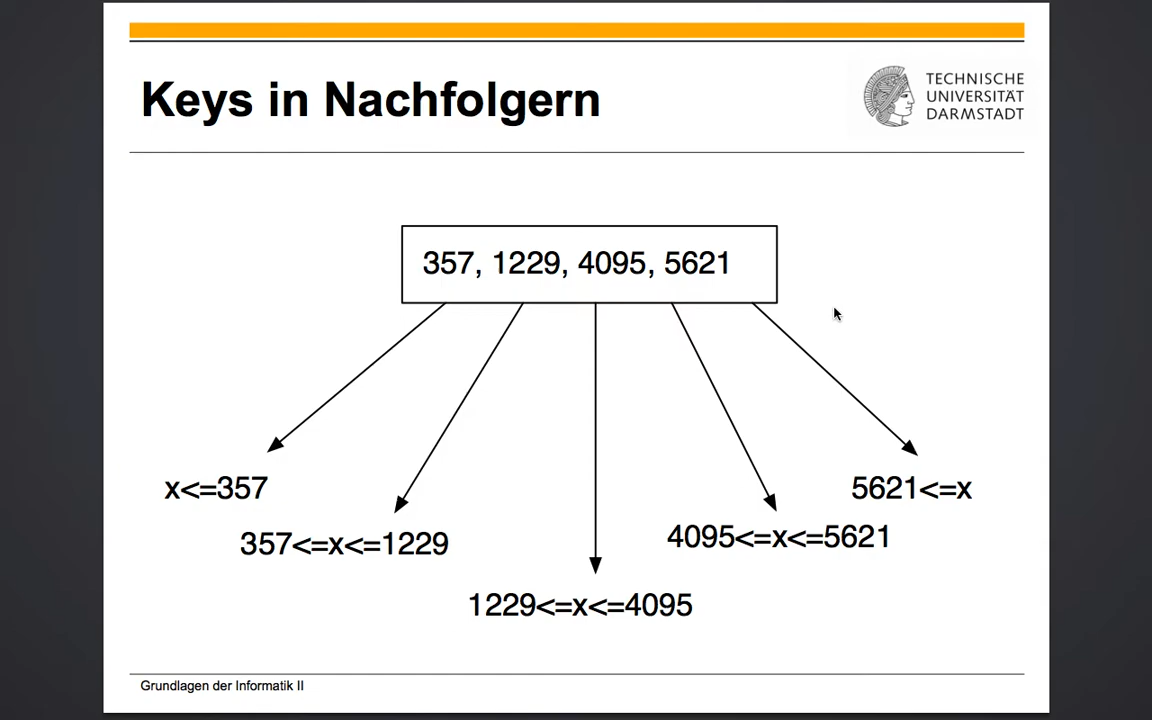 Keys in Nachfolgern
TECHNISCHE
UNIVERSITÄT
DARMSTADT
357, 1229, 4095, 5621
x<=357
5621<=x
357<=x<=1229
4095<=x<=5621
1229<=x<=4095
Grundlagen der Informatik II